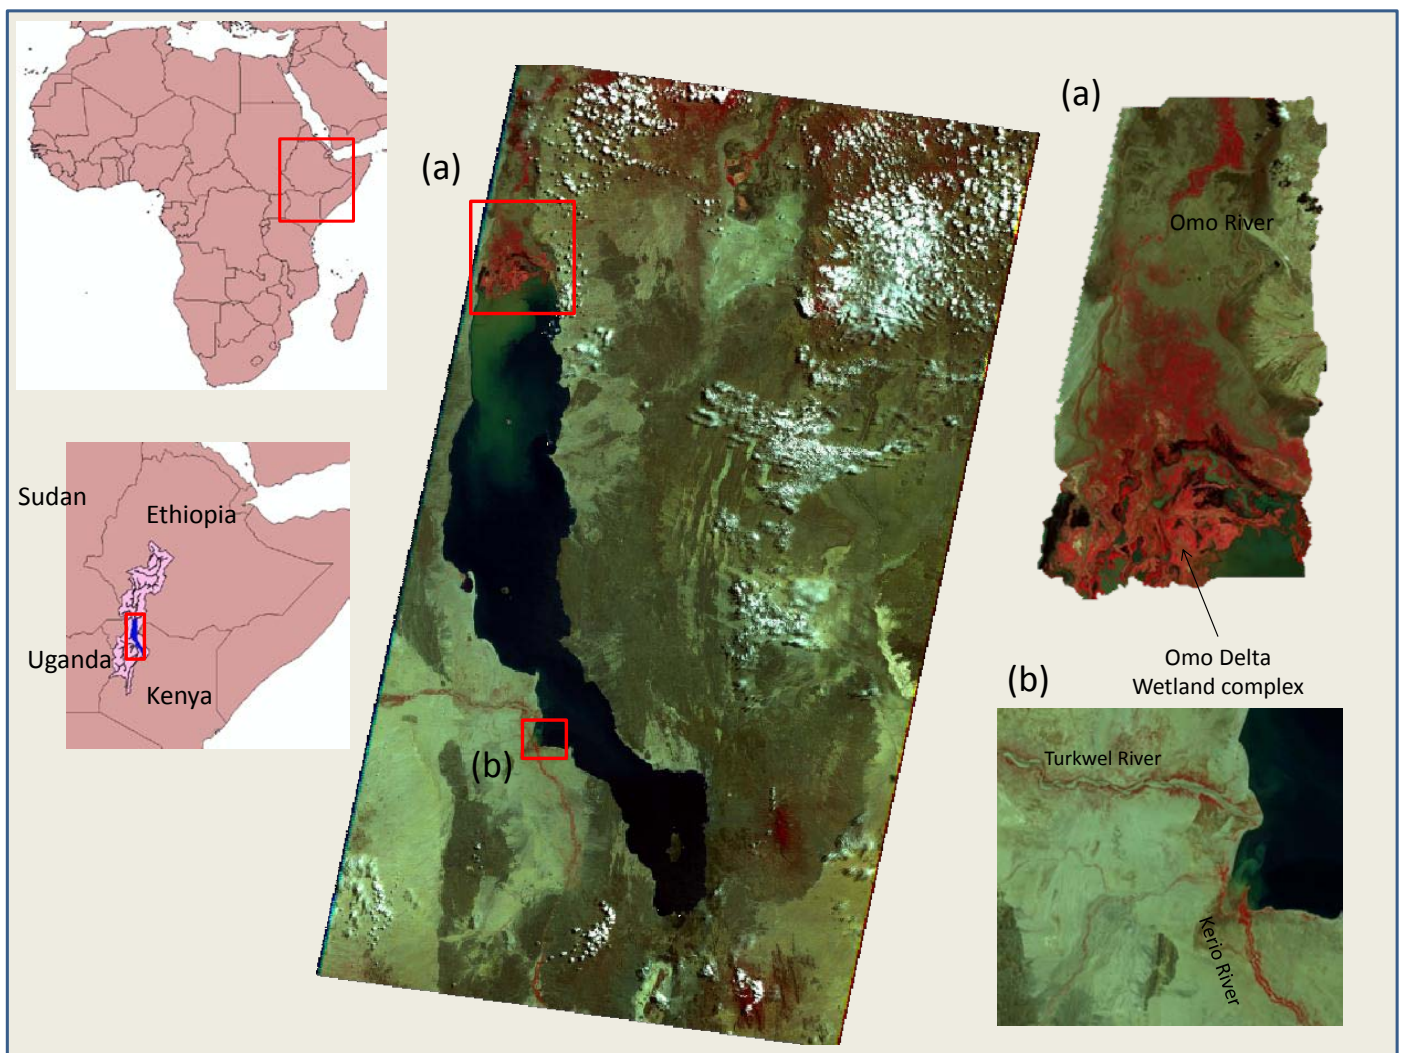 (a)
(b)
Sudan
Ethiopia
Uganda
Kenya
(a)
Omo River
Omo Delta
Wetland complex
(b)
Turkwel River
Kerio River